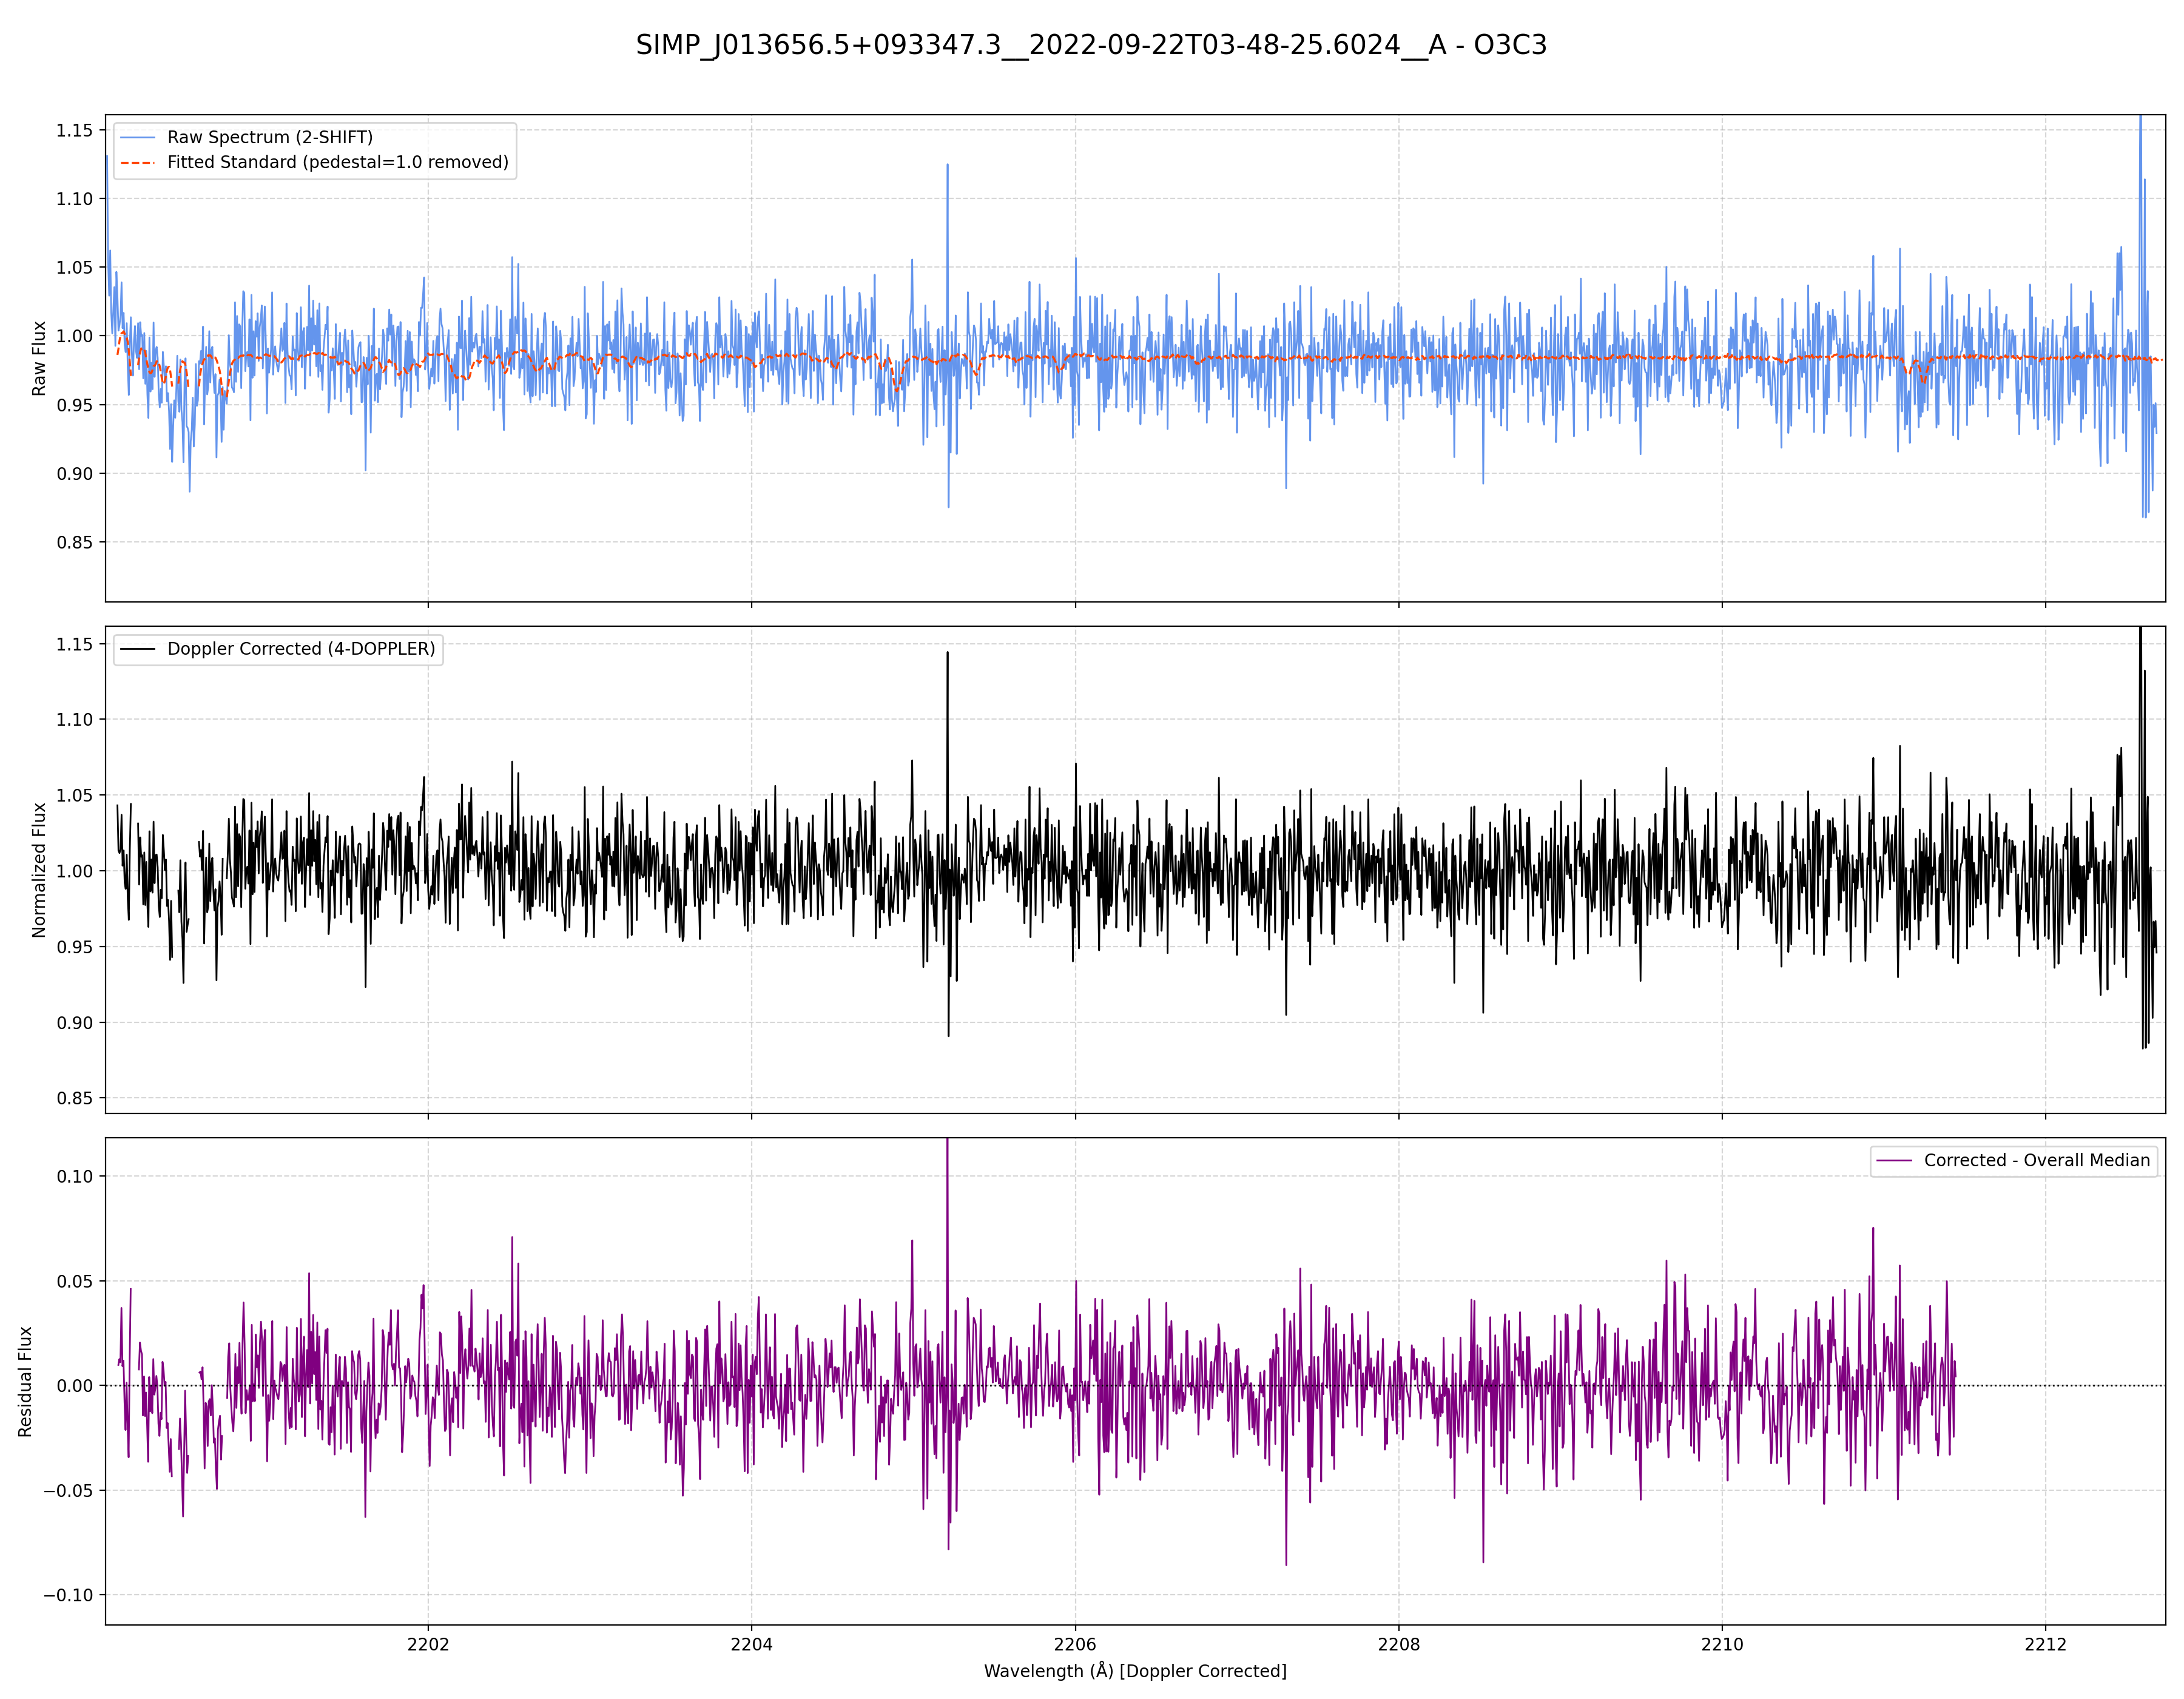 SIMP_J013656.5+093347.3__2022-09-22T03-48-25.6024__A - O3C3
1.15
1.10
1.05
1.00
0.95
0.90
0.85
Raw Flux
Raw Spectrum (2-SHIFT)
Fitted Standard (pedestal=1.0 removed)
1.15
1.10
1.05
1.00
0.95
0.90
0.85
Normalized Flux
Doppler Corrected (4-DOPPLER)
0.10
0.05
0.00
−0.05
−0.10
Residual Flux
Corrected - Overall Median
2202 2204 2206 2208 2210 2212
Wavelength (Å) [Doppler Corrected]